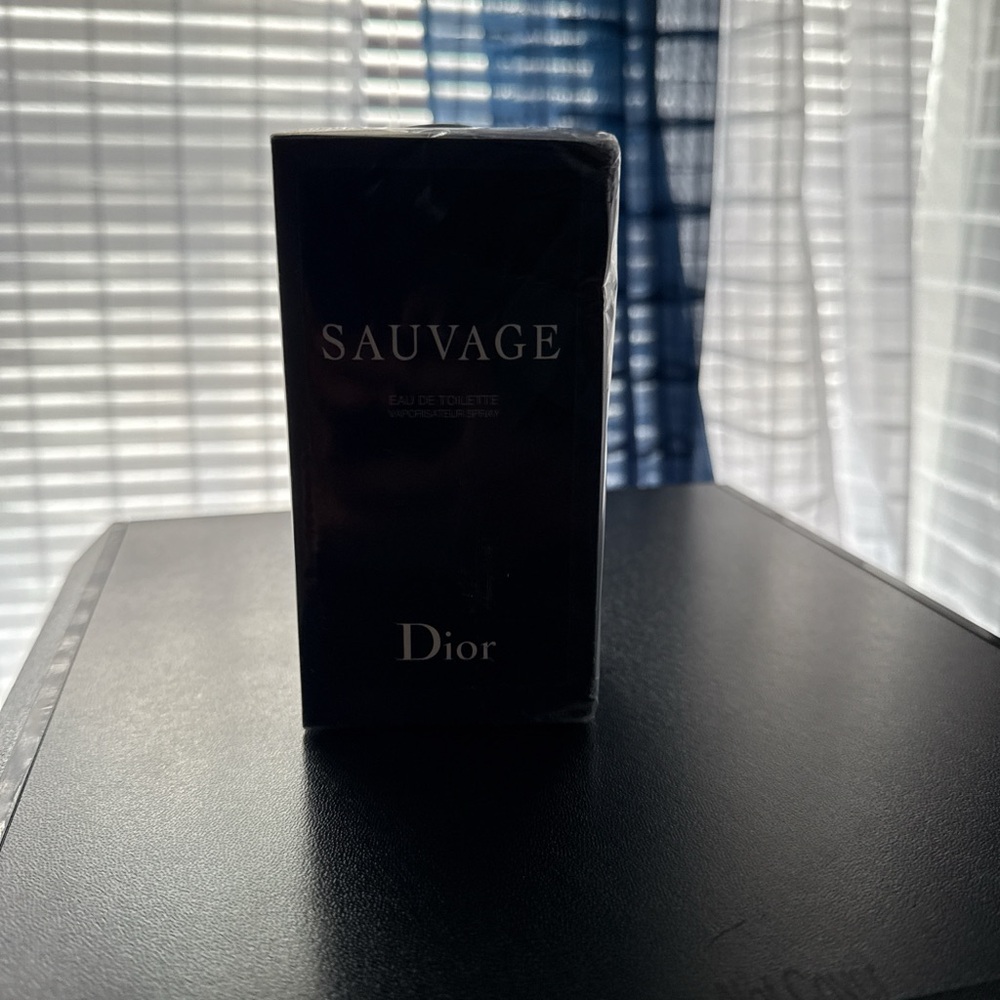 SAUVAGE
EAU DE TOILETTE
VAPORISATEUR SPRAY
Dior